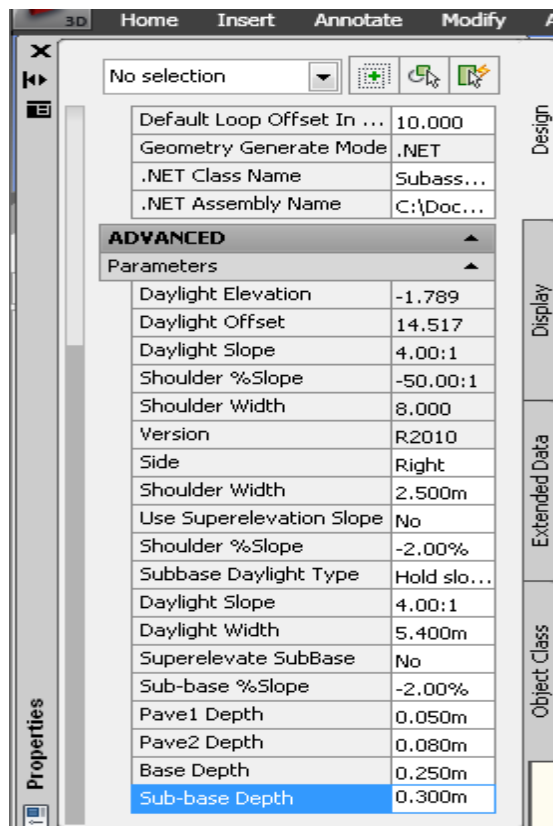 3D Home Insert Annotate Modify A
No selection
Default Loop Offset In ... 10.000
Geometry Generate Mode .NET
.NET Class Name Subass...
.NET Assembly Name C:\Doc...
ADVANCED
Parameters
Daylight Elevation -1.789
Daylight Offset 14.517
Daylight Slope 4.00:1
Shoulder %Slope -50.00:1
Shoulder Width 8.000
Version R2010
Side Right
Shoulder Width 2.500m
Use Superelevation Slope No
Shoulder %Slope -2.00%
Subbase Daylight Type Hold slo...
Daylight Slope 4.00:1
Daylight Width 5.400m
Superelevate SubBase No
Sub-base %Slope -2.00%
Pave1 Depth 0.050m
Pave2 Depth 0.080m
Base Depth 0.250m
Sub-base Depth 0.300m
Properties
Design
Display
Extended Data
Object Class